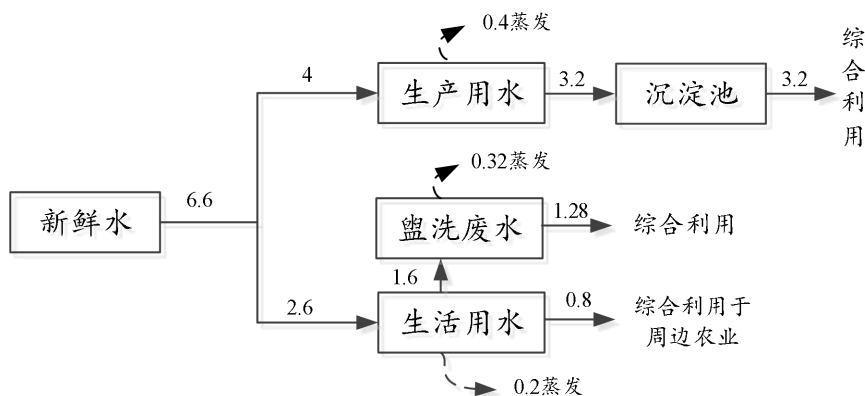 0.4蒸发
4
生产用水
3.2
沉淀池
3.2
综合利用
0.32蒸发
6.6
新鲜水
盥洗废水
1.28
综合利用
1.6
2.6
生活用水
0.8
综合利用于
周边农业
0.2蒸发